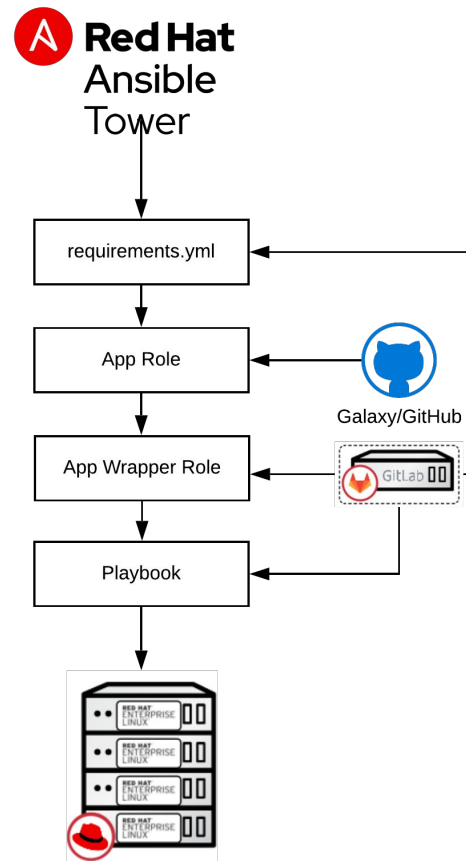 Red Hat
Ansible
Tower
requirements.yml
App Role
Galaxy/GitHub
App Wrapper Role
GitLab
Playbook
RED HAT
ENTERPRISE
LINUX
RED HAT
ENTERPRISE
LINUX
RED HAT
ENTERPRISE
LINUX
RED HAT
ENTERPRISE
LINUX